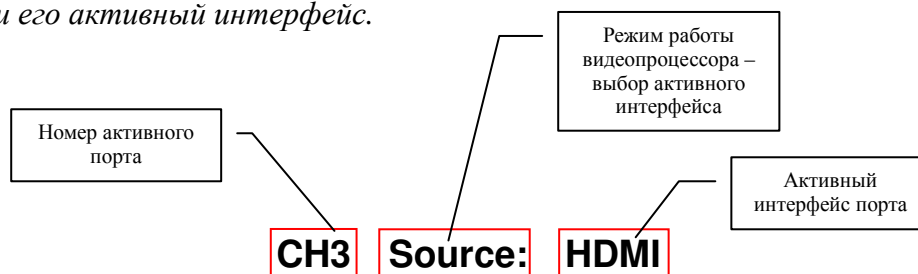 и его активный интерфейс.
Режим работы
видеопроцессора –
выбор активного
интерфейса
Номер активного
порта
Активный
интерфейс порта
CH3 Source: HDMI